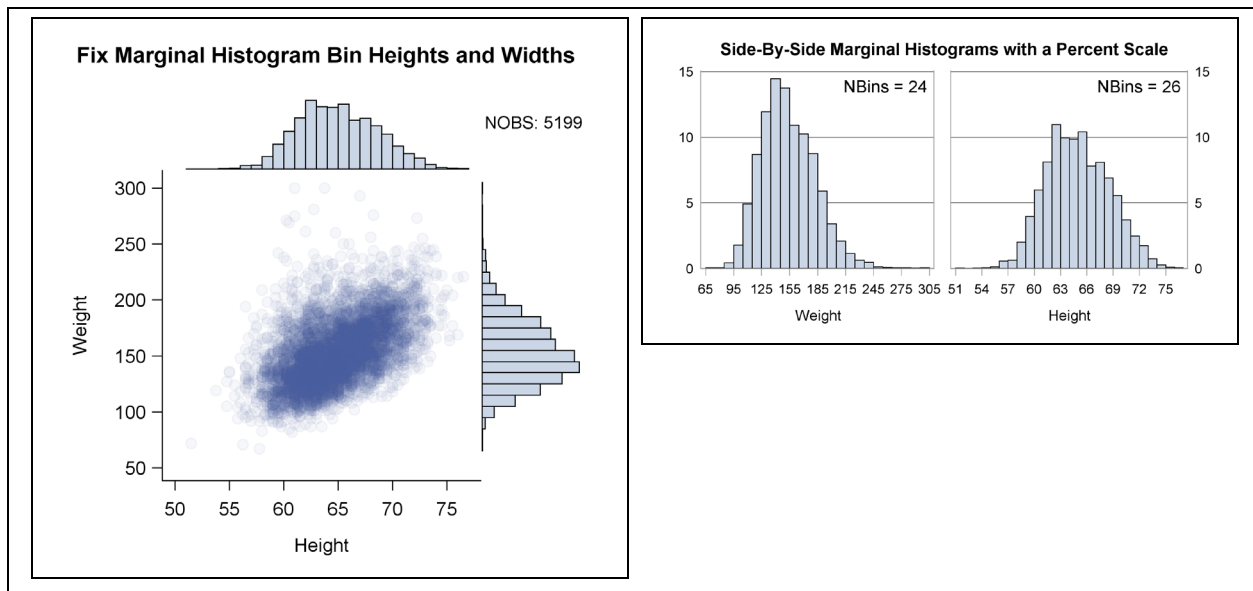 Fix Marginal Histogram Bin Heights and Widths
NOBS: 5199
300
250
200
150
100
50
Weight
50 55 60 65 70 75
Height
Side-By-Side Marginal Histograms with a Percent Scale
NBins = 24
NBins = 26
15
10
5
0
15
10
5
0
65 95 125 155 185 215 245 275 305
51 54 57 60 63 66 69 72 75
Weight
Height